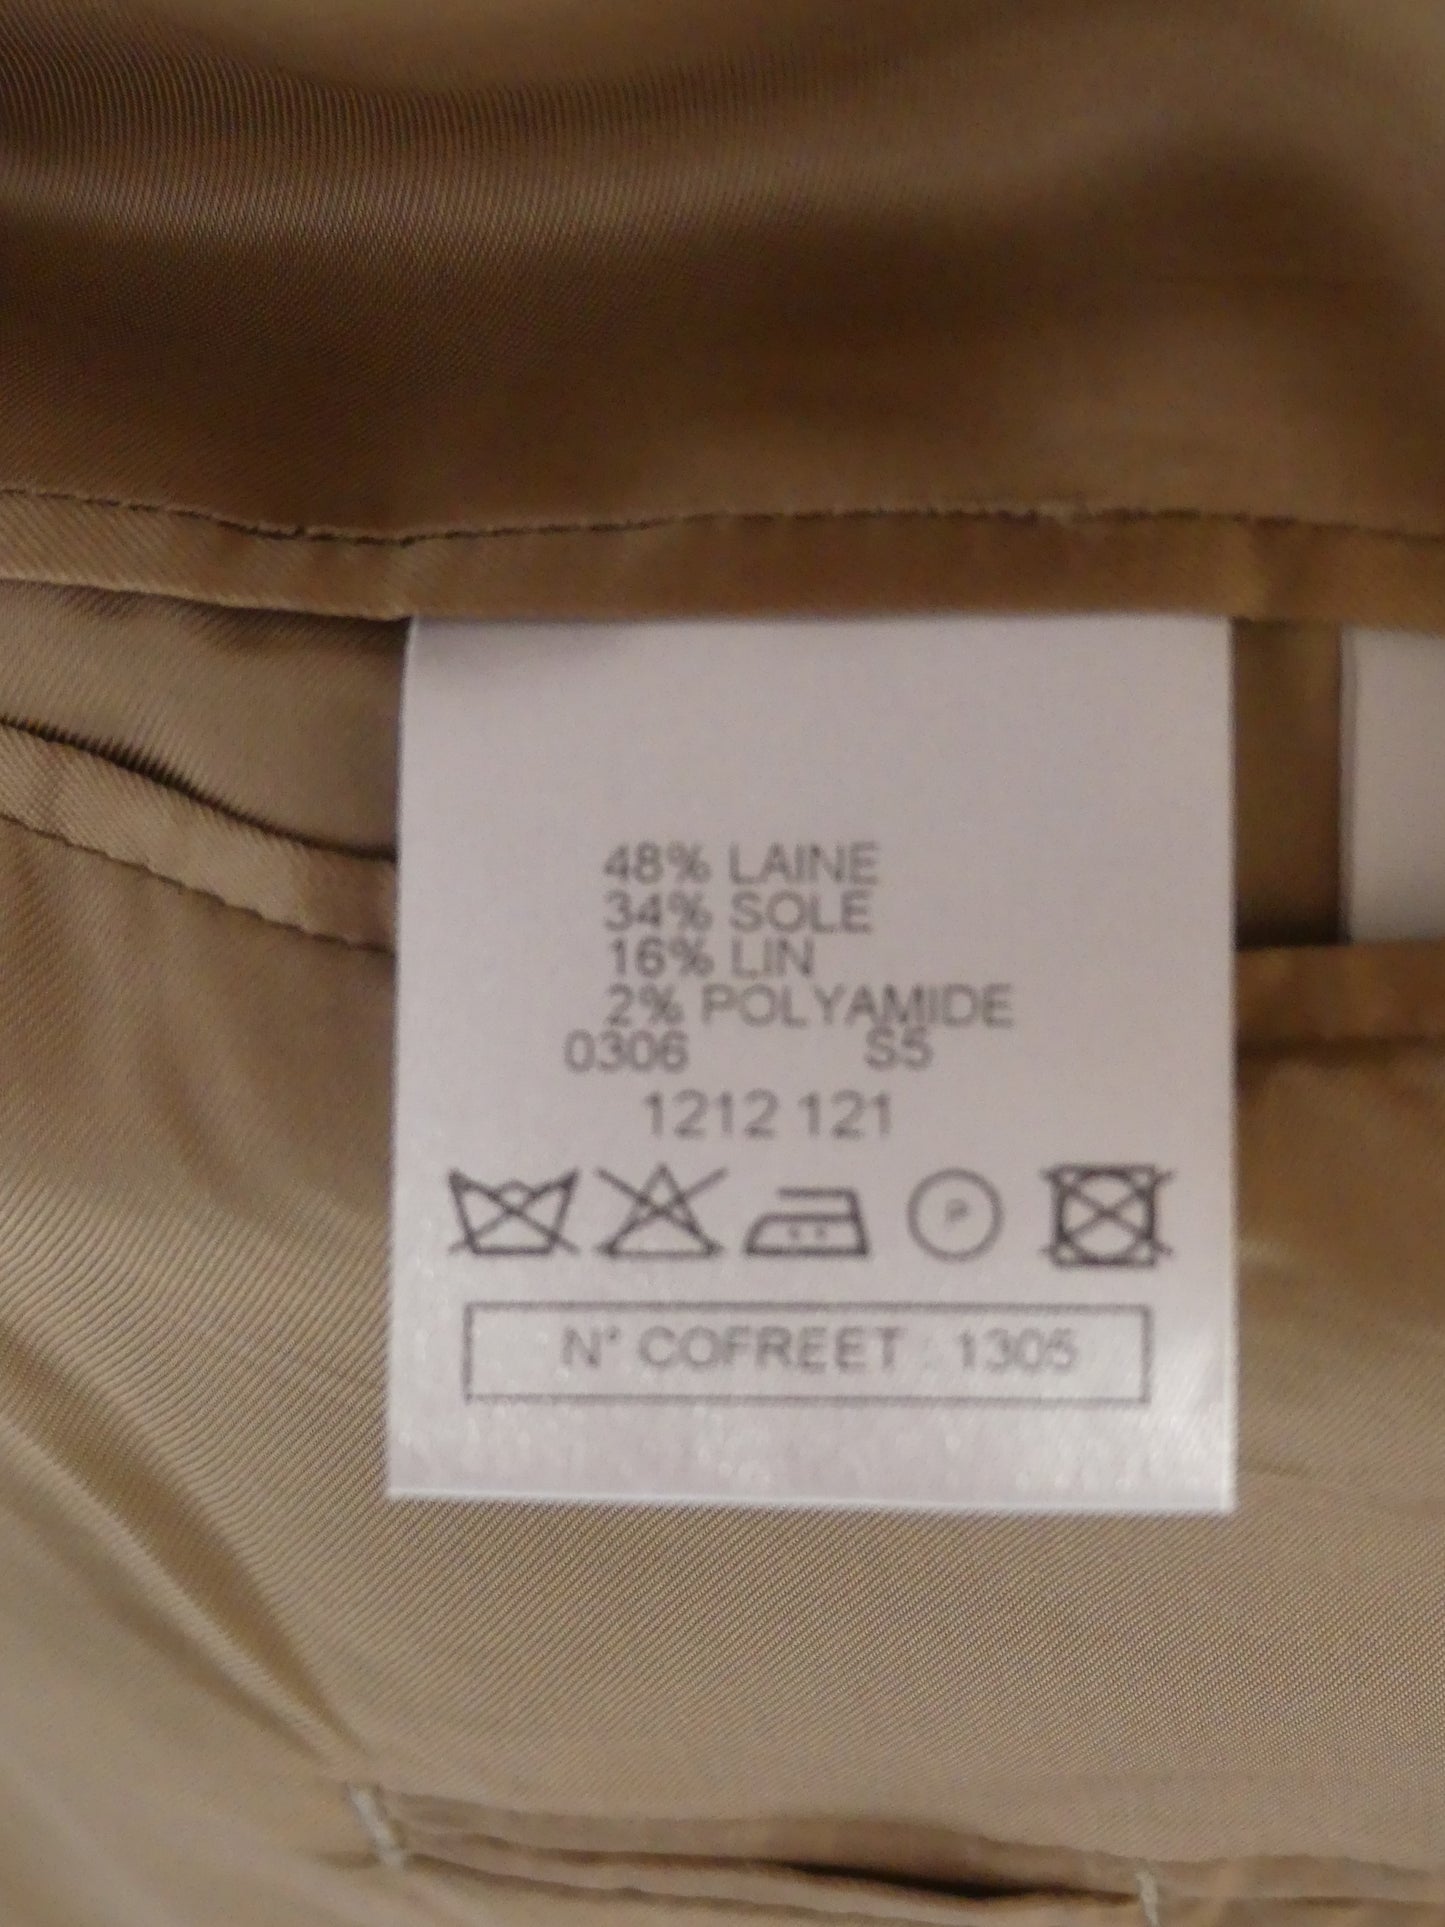 48% LAINE
34% SOLE
16% LIN
2% POLYAMIDE
0306 S5
1212 121
P
N° COFREET : 1305